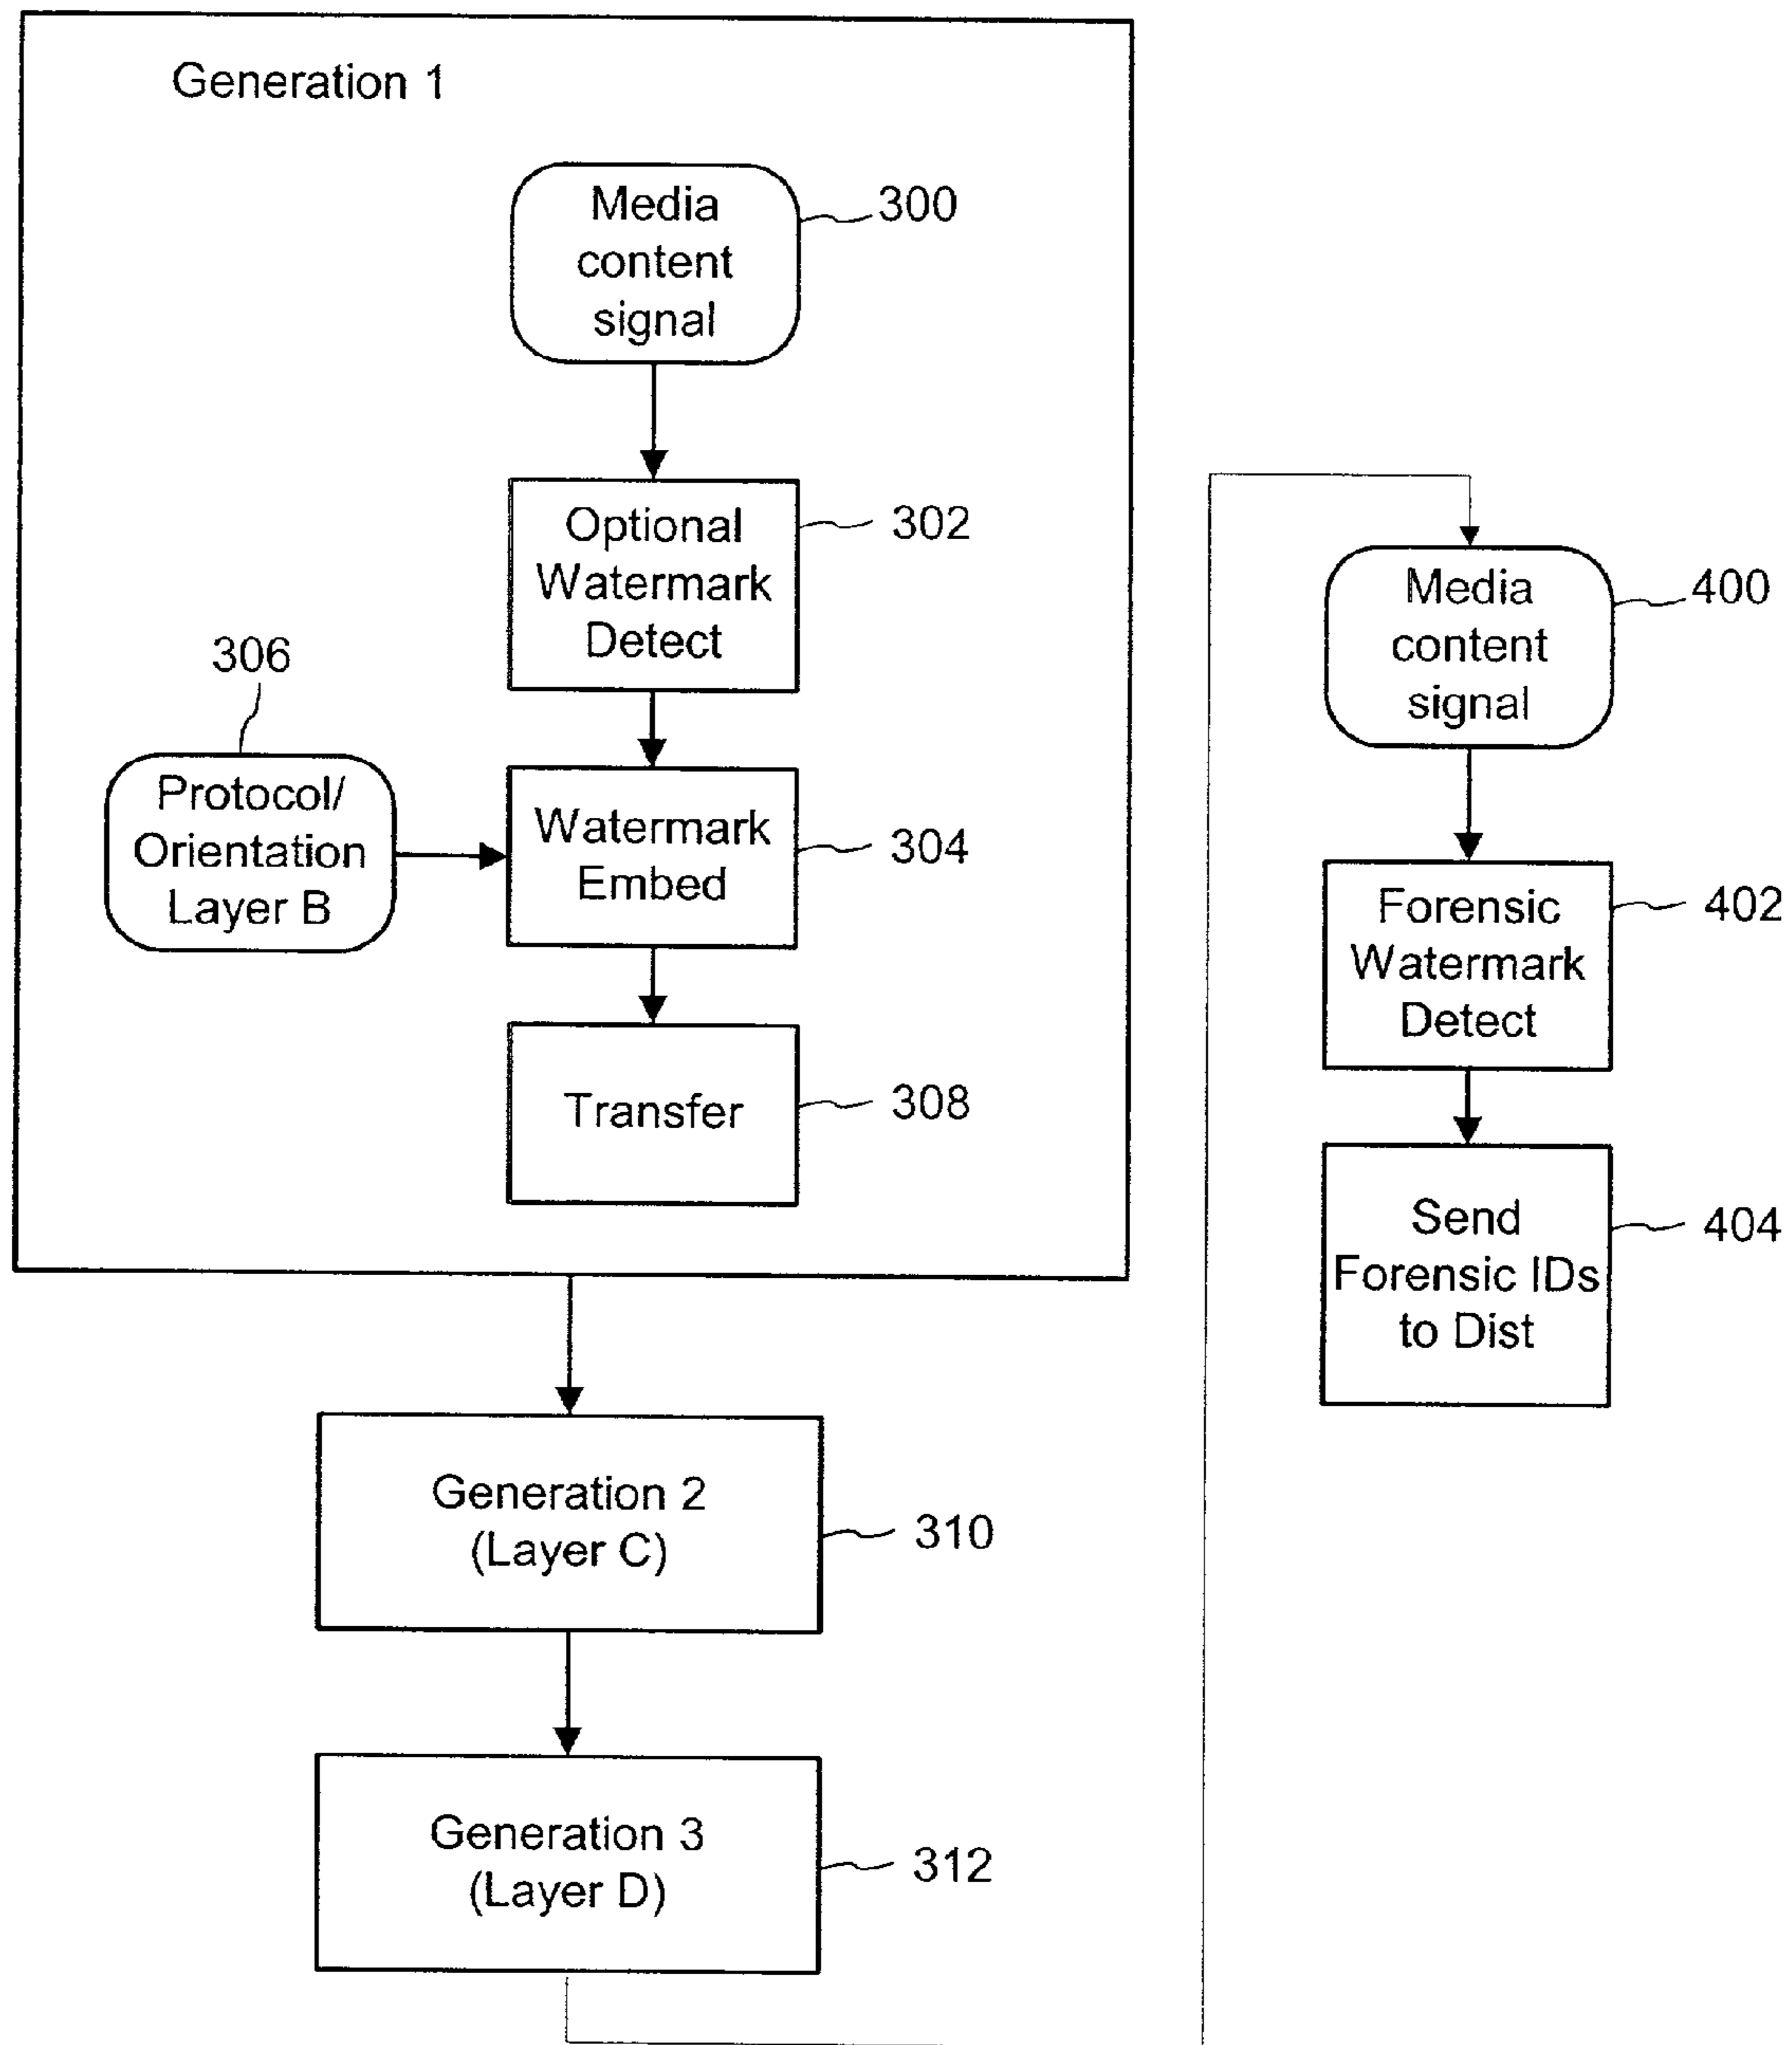 Generation 1
Media
content
signal
300
Optional
Watermark
Detect
302
306
Protocol/
Orientation
Layer B
Watermark
Embed
304
Transfer
308
Generation 2
(Layer C)
310
Generation 3
(Layer D)
312
Media
content
signal
400
Forensic
Watermark
Detect
402
Send
Forensic IDs
to Dist
404